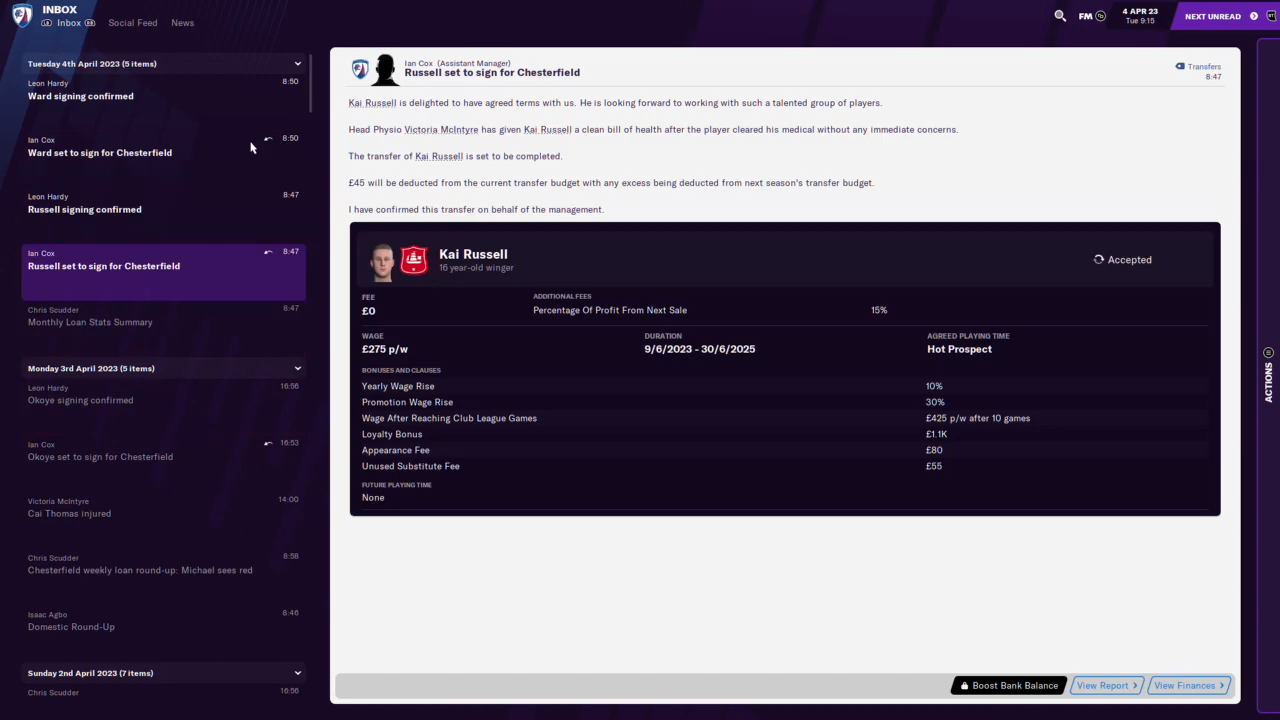 INBOX
Inbox
Social Feed
News
FM
4 APR 23
Tue 9:15
NEXT UNREAD
Tuesday 4th April 2023 (5 items)
Leon Hardy
8:50
Ward signing confirmed
Ian Cox
8:50
Ward set to sign for Chesterfield
Leon Hardy
8:47
Russell signing confirmed
Ian Cox
8:47
Russell set to sign for Chesterfield
Chris Scudder
8:47
Monthly Loan Stats Summary
Monday 3rd April 2023 (5 items)
Leon Hardy
16:56
Okoye signing confirmed
Ian Cox
16:53
Okoye set to sign for Chesterfield
Victoria McIntyre
14:00
Cai Thomas injured
Chris Scudder
8:58
Chesterfield weekly loan round-up: Michael sees red
Isaac Agbo
8:46
Domestic Round-Up
Sunday 2nd April 2023 (7 items)
Chris Scudder
16:56
Ian Cox (Assistant Manager)
Russell set to sign for Chesterfield
Transfers
8:47
Kai Russell is delighted to have agreed terms with us. He is looking forward to working with such a talented group of players.
Head Physio Victoria McIntyre has given Kai Russell a clean bill of health after the player cleared his medical without any immediate concerns.
The transfer of Kai Russell is set to be completed.
£45 will be deducted from the current transfer budget with any excess being deducted from next season's transfer budget.
I have confirmed this transfer on behalf of the management.
Kai Russell
16 year-old winger
Accepted
FEE
£0
ADDITIONAL FEES
Percentage Of Profit From Next Sale 15%
WAGE
£275 p/w
DURATION
9/6/2023 - 30/6/2025
AGREED PLAYING TIME
Hot Prospect
BONUSES AND CLAUSES
Yearly Wage Rise 10%
Promotion Wage Rise 30%
Wage After Reaching Club League Games £425 p/w after 10 games
Loyalty Bonus £1.1K
Appearance Fee £80
Unused Substitute Fee £55
FUTURE PLAYING TIME
None
Boost Bank Balance
View Report
View Finances
ACTIONS